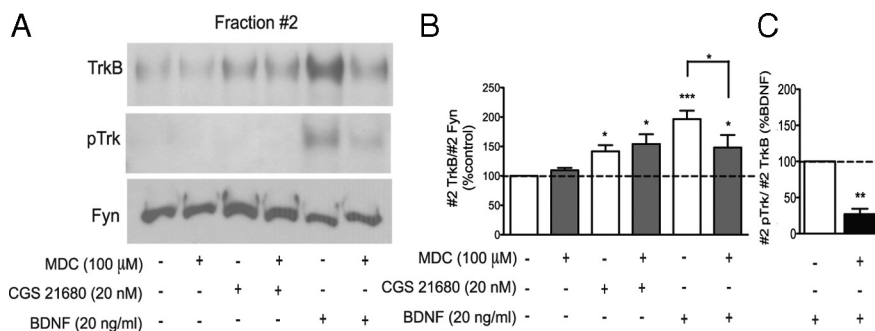 A
Fraction #2
TrkB
pTrk
Fyn
MDC (100 μM) - + - + - +
CGS 21680 (20 nM) - - + + - -
BDNF (20 ng/ml) - - - - + +
B
#2 TrkB/#2 Fyn
(%control)
250
200
150
100
50
0
* * *** * *
MDC (100 μM) - + - + - +
CGS 21680 (20 nM) - - + + - -
BDNF (20 ng/ml) - - - - + +
C
#2 pTrk/ #2 TrkB (%BDNF)
200
150
100
50
0
**
- +
- -
+ +